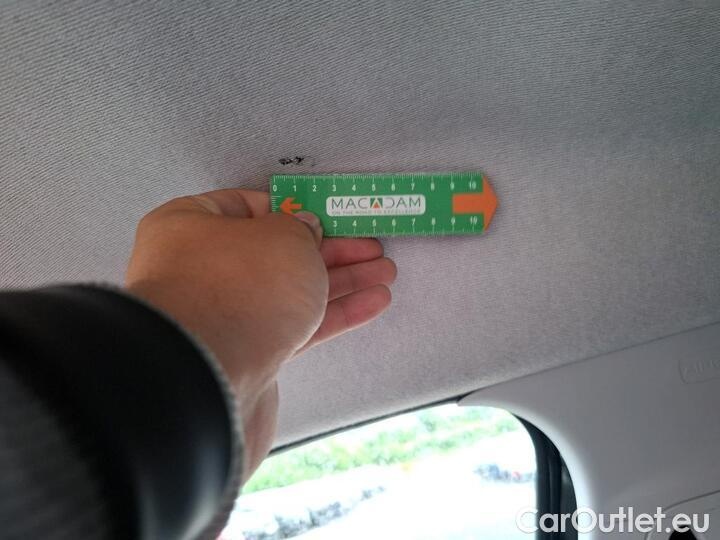 0 1 2 3 4 5 6 7 8 9 10
MACADAM
ON THE ROAD TO EXCELLENCE
3 4 5 6 7 8 9 10
CarOutlet.eu